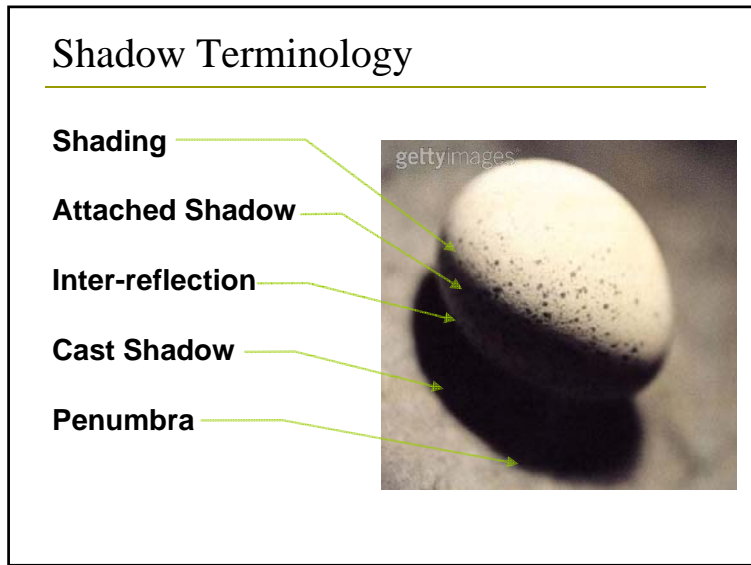 Shadow Terminology
Shading
gettyimages®
Attached Shadow
Inter-reflection
Cast Shadow
Penumbra